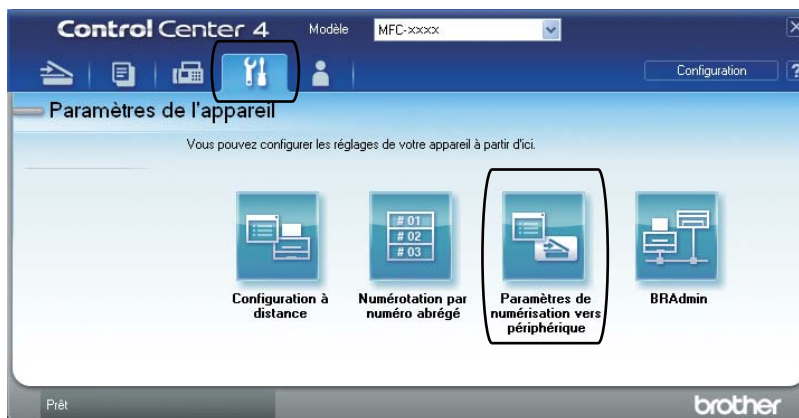 Control Center 4 Modèle MFC-xxxx
Configuration ?
Paramètres de l'appareil
Vous pouvez configurer les réglages de votre appareil à partir d'ici.
# 01
# 02
# 03
Configuration à
distance
Numérotation par
numéro abrégé
Paramètres de
numérisation vers
périphérique
BRAdmin
Prêt
brother